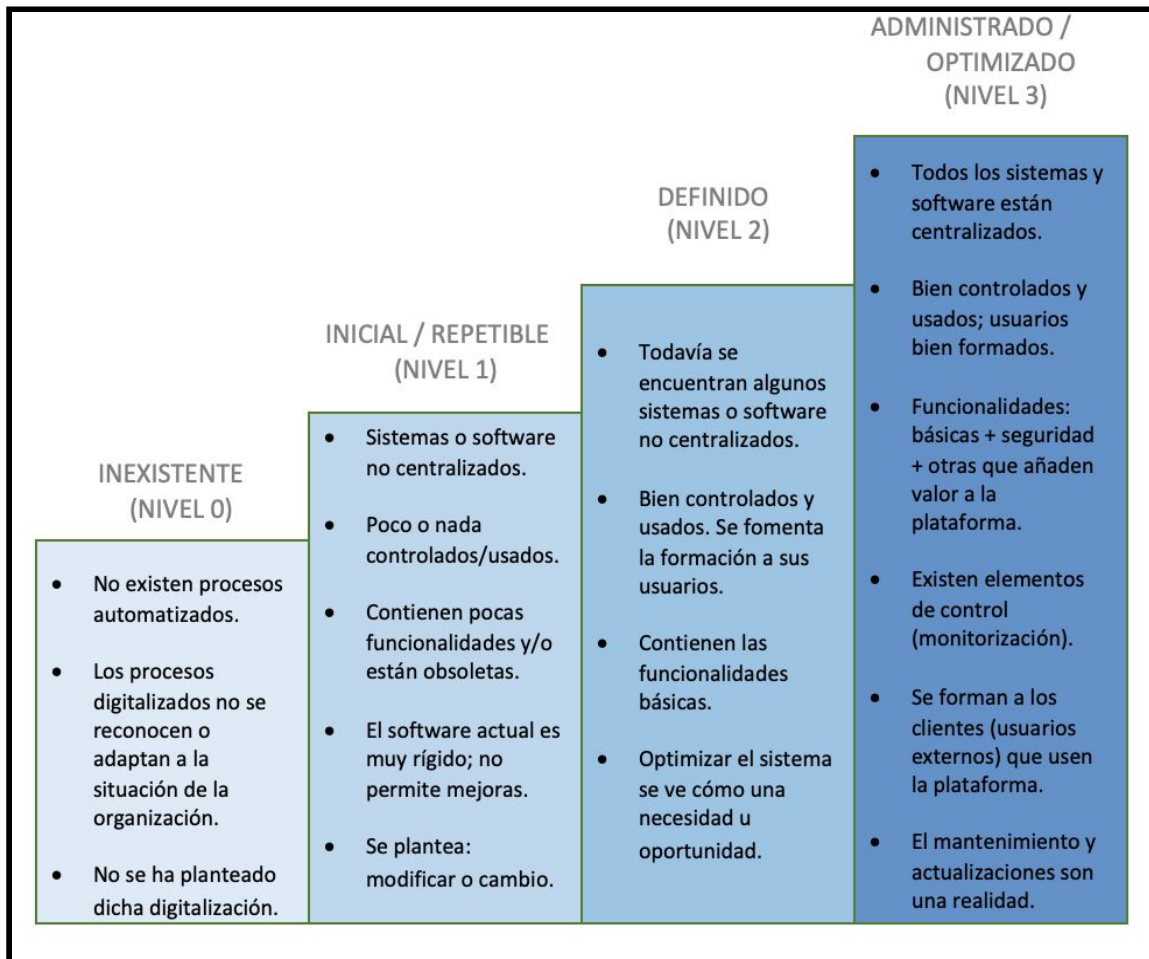 INEXISTENTE
(NIVEL 0)
• No existen procesos
automatizados.
• Los procesos
digitalizados no se
reconocen o
adaptan a la
situación de la
organización.
• No se ha planteado
dicha digitalización.
INICIAL / REPETIBLE
(NIVEL 1)
• Sistemas o software
no centralizados.
• Poco o nada
controlados/usados.
• Contienen pocas
funcionalidades y/o
están obsoletas.
• El software actual es
muy rígido; no
permite mejoras.
• Se plantea:
modificar o cambio.
DEFINIDO
(NIVEL 2)
• Todavía se
encuentran algunos
sistemas o software
no centralizados.
• Bien controlados y
usados. Se fomenta
la formación a sus
usuarios.
• Contienen las
funcionalidades
básicas.
• Optimizar el sistema
se ve cómo una
necesidad u
oportunidad.
ADMINISTRADO /
OPTIMIZADO
(NIVEL 3)
• Todos los sistemas y
software están
centralizados.
• Bien controlados y
usados; usuarios
bien formados.
• Funcionalidades:
básicas + seguridad
+ otras que añaden
valor a la
plataforma.
• Existen elementos
de control
(monitorización).
• Se forman a los
clientes (usuarios
externos) que usen
la plataforma.
• El mantenimiento y
actualizaciones son
una realidad.